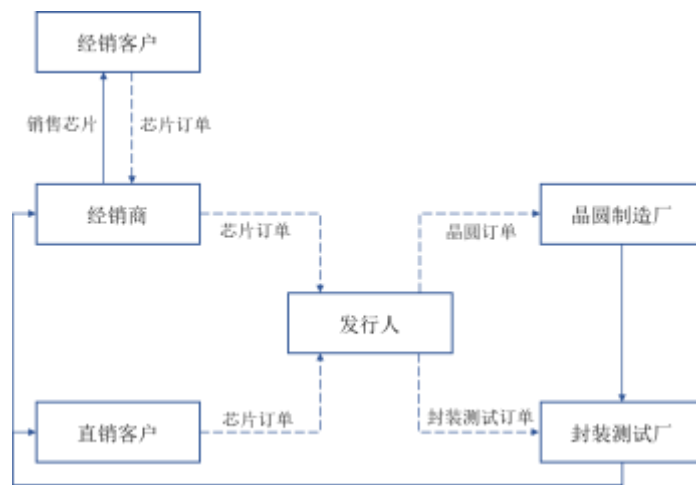 经销客户
销售芯片
芯片订单
经销商
芯片订单
晶圆订单
晶圆制造厂
发行人
直销客户
芯片订单
封装测试订单
封装测试厂